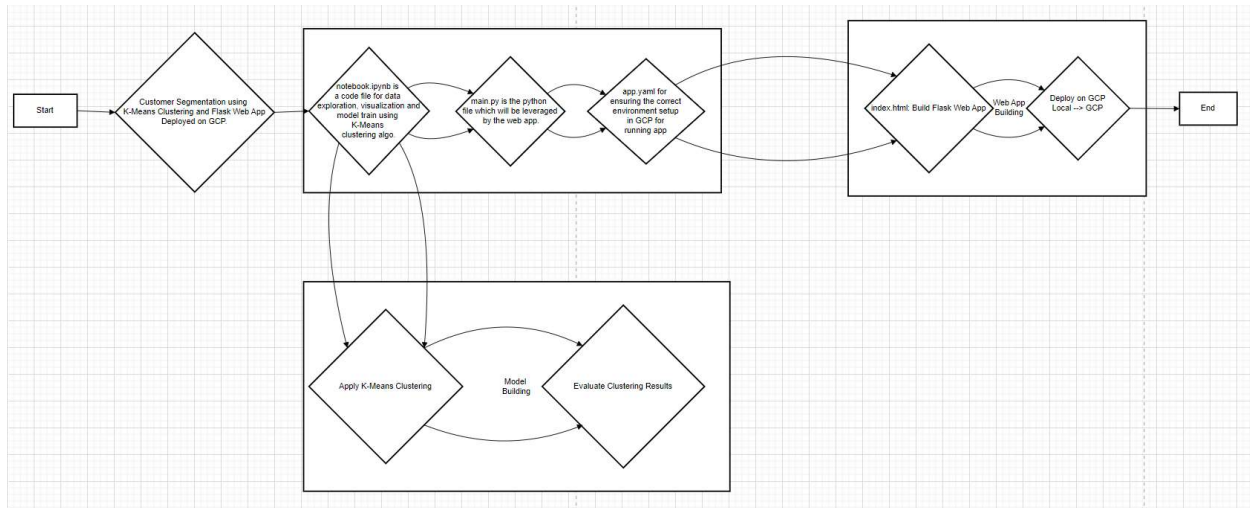 Start
Customer Segmentation using
K-Means Clustering and Flask Web App
Deployed on GCP.
notebook.ipynb is
a code file for data
exploration, visualization and
model train using
K-Means
clustering algo.
main.py is the python
file which will be leveraged
by the web app.
app.yaml for
ensuring the correct
environment setup
in GCP for
running app
index.html: Build Flask Web App
Web App
Building
Deploy on GCP
Local --> GCP
End
Apply K-Means Clustering
Model
Building
Evaluate Clustering Results